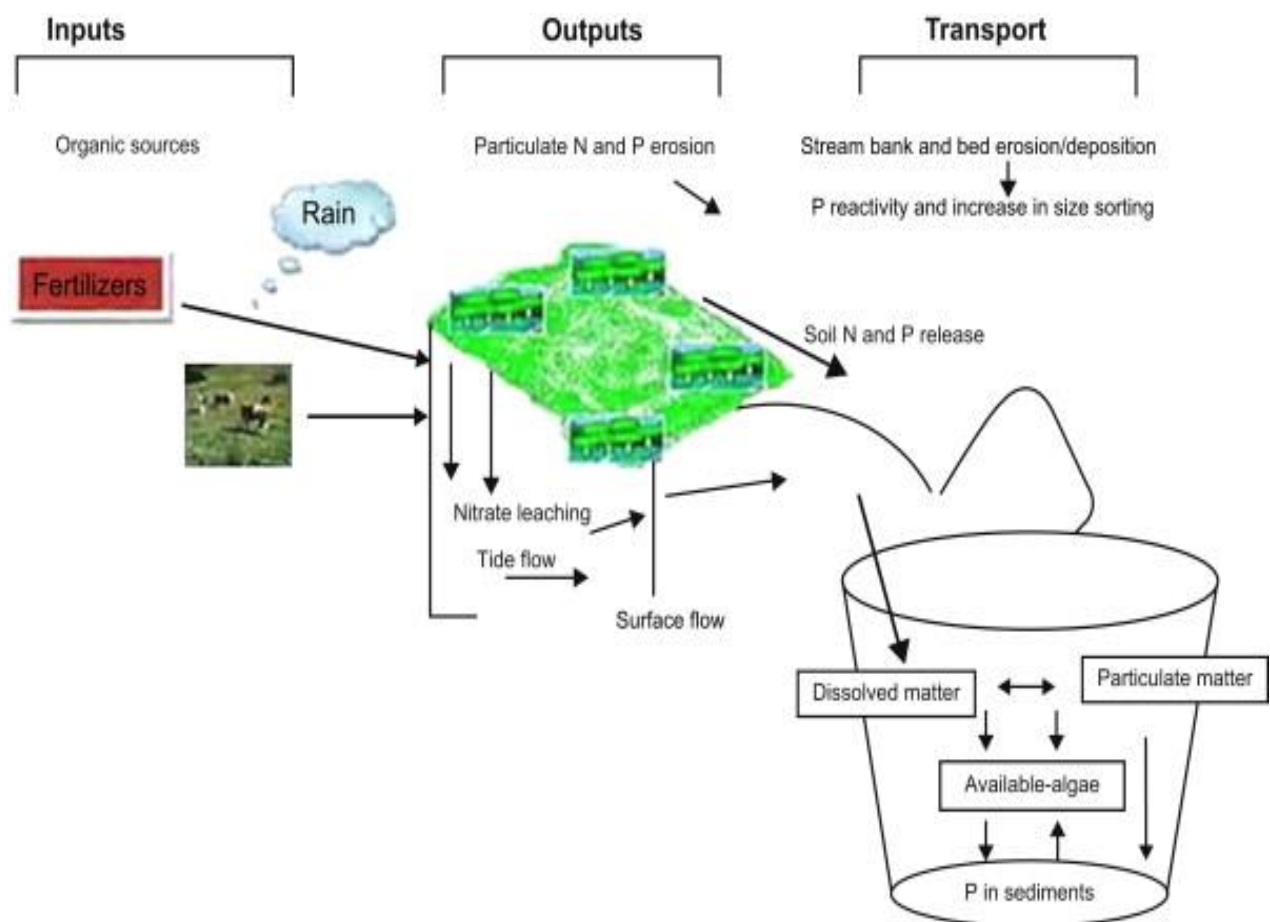 Inputs
Outputs
Transport
Organic sources
Particulate N and P erosion
Stream bank and bed erosion/deposition
P reactivity and increase in size sorting
Rain
Fertilizers
Soil N and P release
Nitrate leaching
Tide flow
Surface flow
Dissolved matter
Particulate matter
Available-algae
P in sediments